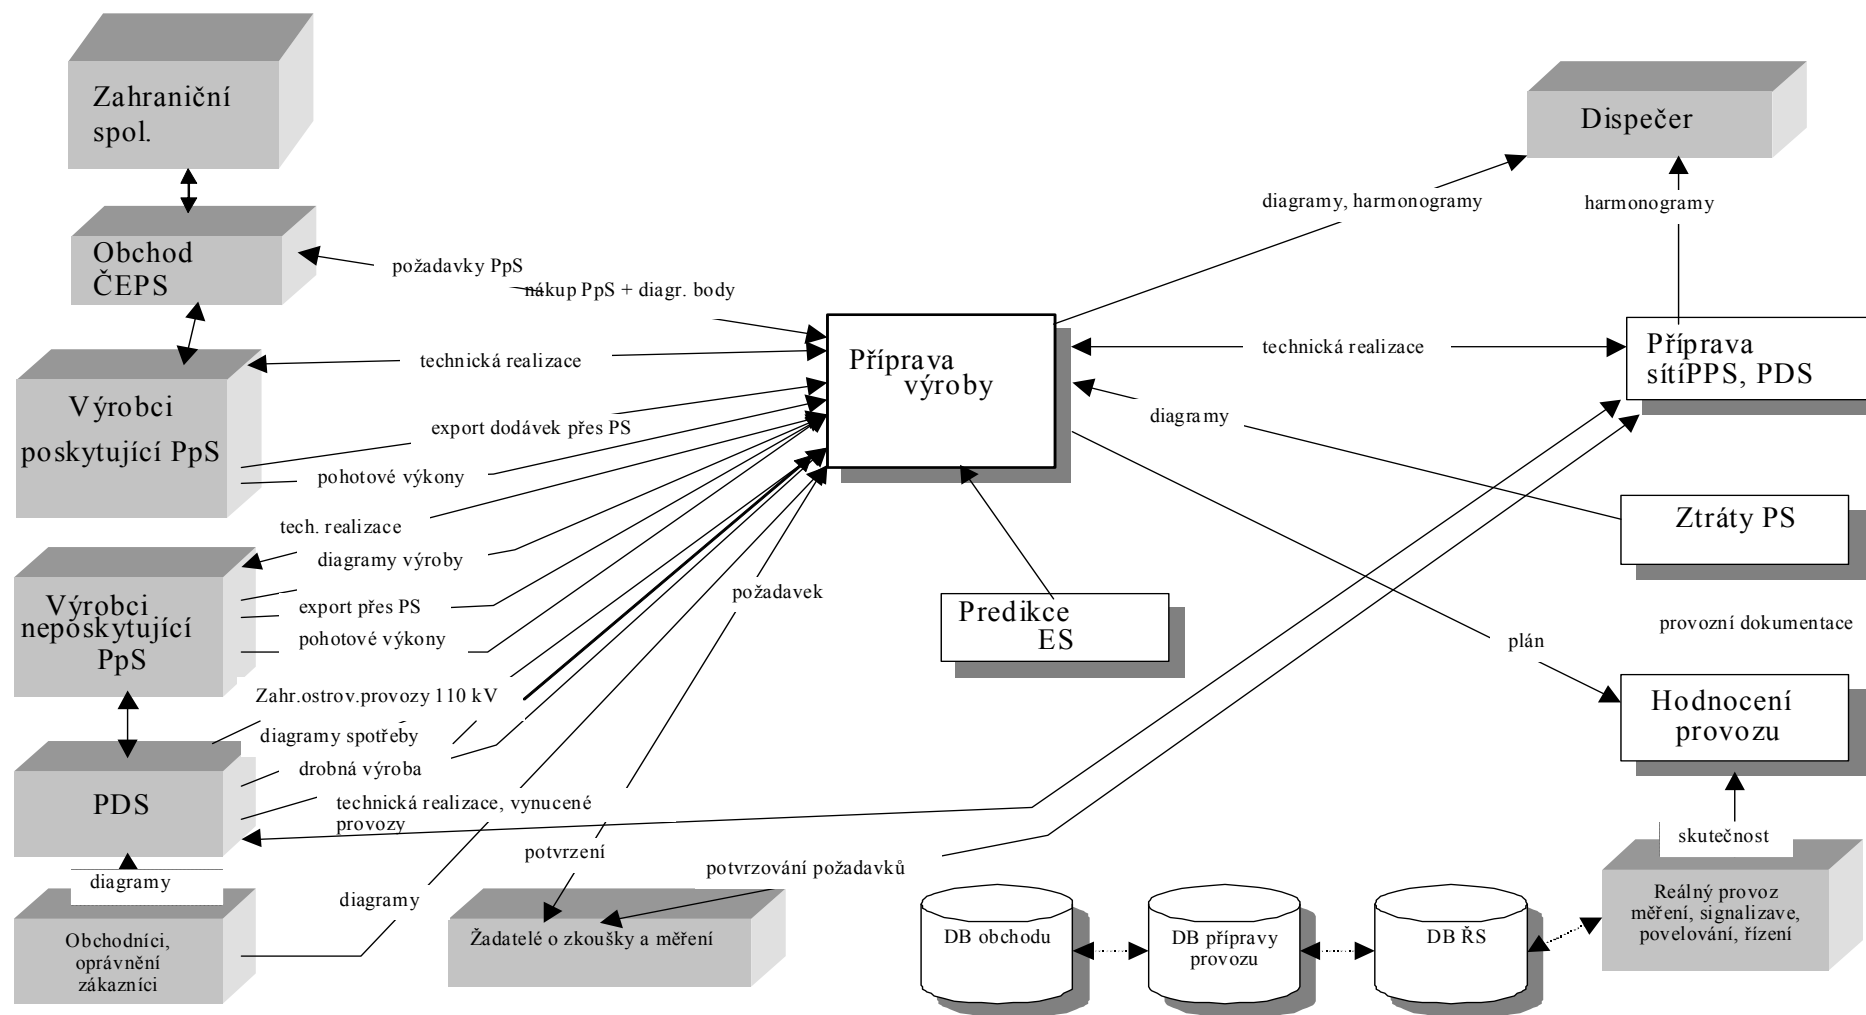 Zahraniční
spol.
Dispečer
diagramy, harmonogramy
harmonogramy
Obchod
ČEPS
požadavky PpS
nákup PpS + diagr. body
technická realizace
Příprava
výroby
technická realizace
Příprava
sítíPPS, PDS
Výrobci
poskytující PpS
export dodávek přes PS
diagramy
pohotové výkony
tech. realizace
diagramy výroby
Ztráty PS
Výrobci
neposkytující
PpS
export přes PS
pohotové výkony
požadavek
Predikce
ES
provozní dokumentace
plán
Zahr.ostrov.provozy 110 kV
diagramy spotřeby
drobná výroba
Hodnocení
provozu
PDS
technická realizace, vynucené
provozy
potvrzení
potvrzování požadavků
skutečnost
diagramy
diagramy
Obchodníci,
oprávnění
zákazníci
Žadatelé o zkoušky a měření
DB obchodu
DB přípravy
provozu
DB ŘS
Reálný provoz
měření, signalizave,
povelování, řízení